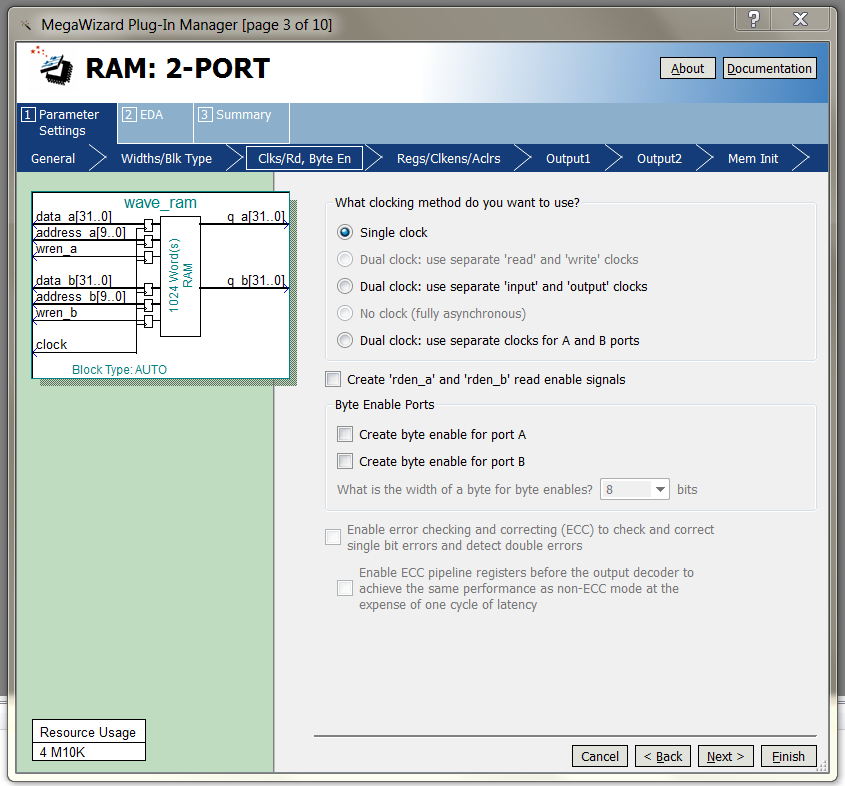 MegaWizard Plug-In Manager [page 3 of 10]
?
RAM: 2-PORT
About
Documentation
1 Parameter Settings
2 EDA
3 Summary
General
Widths/Blk Type
Clks/Rd, Byte En
Regs/Clkens/Aclrs
Output1
Output2
Mem Init
wave_ram
data_a[31..0]
q_a[31..0]
address_a[9..0]
wren_a
data_b[31..0]
q_b[31..0]
address_b[9..0]
wren_b
clock
1024 Word(s)
RAM
Block Type: AUTO
What clocking method do you want to use?
Single clock
Dual clock: use separate 'read' and 'write' clocks
Dual clock: use separate 'input' and 'output' clocks
No clock (fully asynchronous)
Dual clock: use separate clocks for A and B ports
Create 'rden_a' and 'rden_b' read enable signals
Byte Enable Ports
Create byte enable for port A
Create byte enable for port B
What is the width of a byte for byte enables? 8 bits
Enable error checking and correcting (ECC) to check and correct
single bit errors and detect double errors
Enable ECC pipeline registers before the output decoder to
achieve the same performance as non-ECC mode at the
expense of one cycle of latency
Resource Usage
4 M10K
Cancel
< Back
Next >
Finish